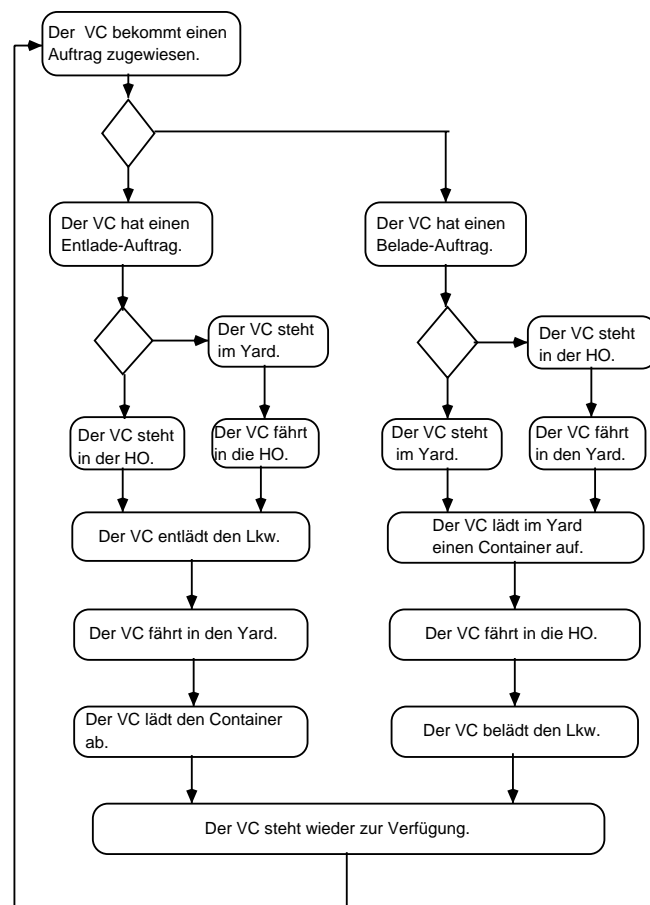 Der VC bekommt einen
Auftrag zugewiesen.
Der VC hat einen
Entlade-Auftrag.
Der VC hat einen
Belade-Auftrag.
Der VC steht
im Yard.
Der VC steht
in der HO.
Der VC steht
in der HO.
Der VC fährt
in die HO.
Der VC steht
im Yard.
Der VC fährt
in den Yard.
Der VC entlädt den Lkw.
Der VC lädt im Yard
einen Container auf.
Der VC fährt in den Yard.
Der VC fährt in die HO.
Der VC lädt den Container
ab.
Der VC belädt den Lkw.
Der VC steht wieder zur Verfügung.